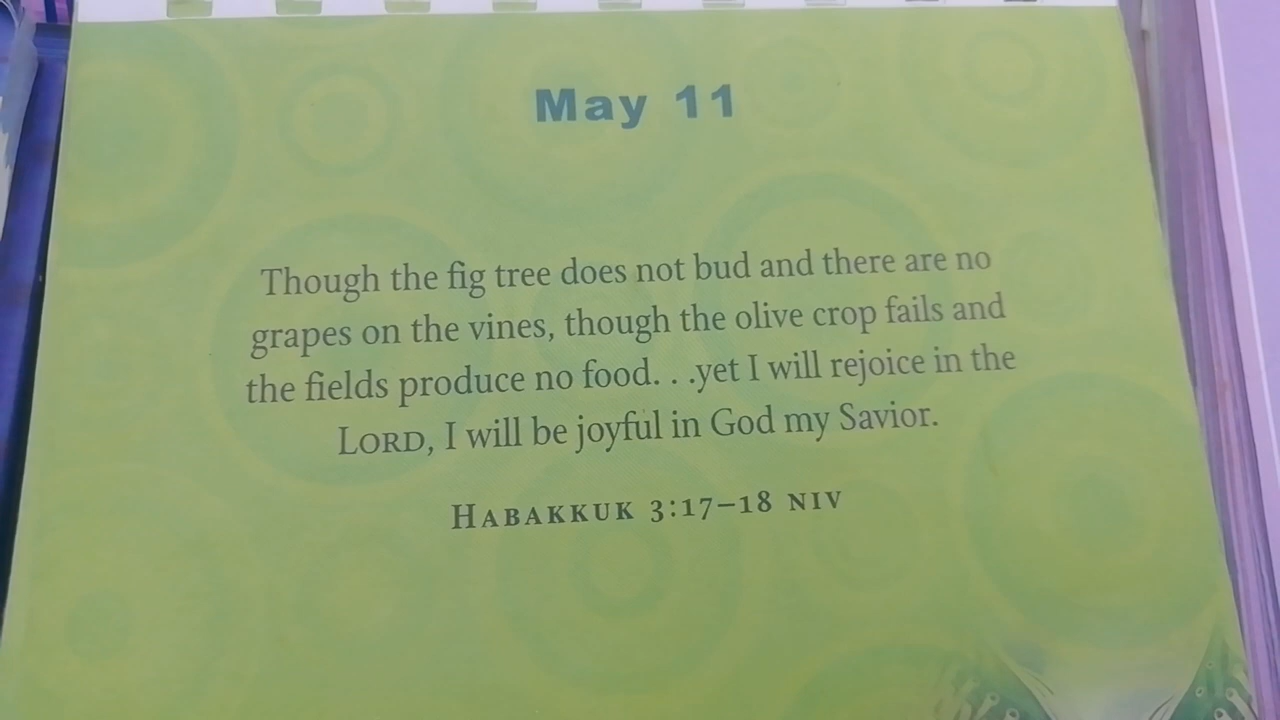 May 11
Though the fig tree does not bud and there are no
grapes on the vines, though the olive crop fails and
the fields produce no food. . .yet I will rejoice in the
LORD, I will be joyful in God my Savior.
HABAKKUK 3:17–18 NIV